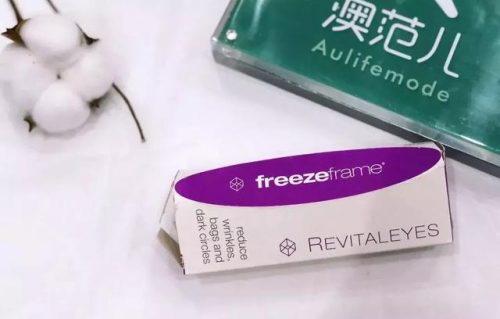 澳范儿
Aulifemode
freezeframe®
REVITALEYES
reduce
wrinkles,
bags and
dark circles